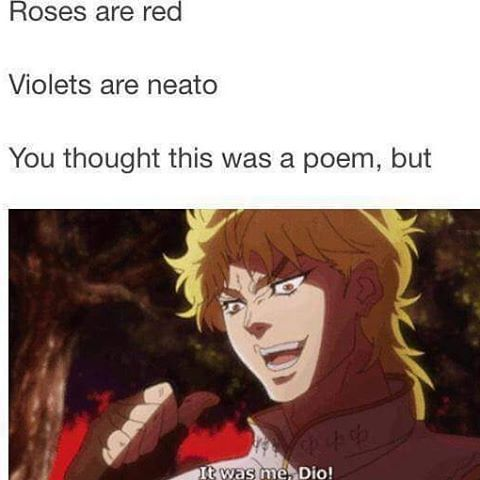 Roses are red
Violets are neato
You thought this was a poem, but
It was me, Dio!